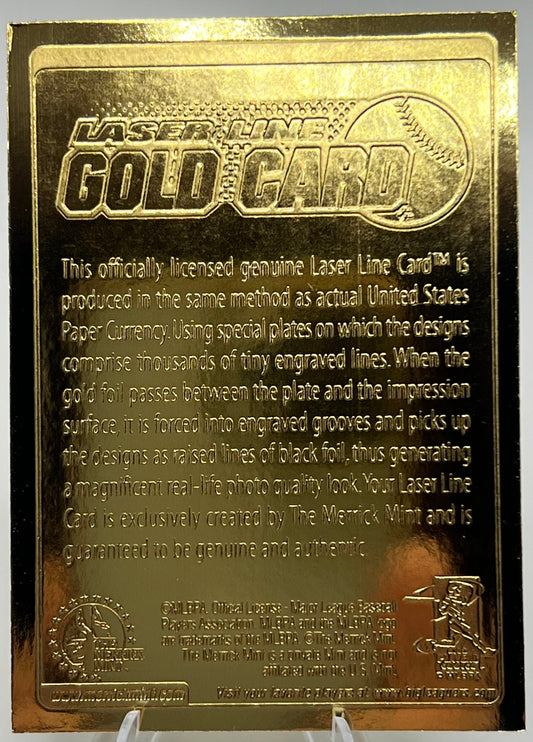 LASER LINE
GOLD CARD
This officially licensed genuine Laser Line Card™ is
produced in the same method as actual United States
Paper Currency. Using special plates on which the designs
comprise thousands of tiny engraved lines. When the
gold foil passes between the plate and the impression
surface, it is forced into engraved grooves and picks up
the designs as raised lines of black foil, thus generating
a magnificent real-life photo quality look. Your Laser Line
Card is exclusively created by The Merrick Mint and is
guaranteed to be genuine and authentic.
©MLBPA. Official License - Major League Baseball
Players Association. MLBPA and the MLBPA logo
are trademarks of the MLBPA. ©The Merrick Mint.
The Merrick Mint is a private Mint and is not
affiliated with the U.S. Mint.
MERRICK
MINT
MLBPA
www.merrickmint.com
Visit your favorite players at www.bigleaguers.com